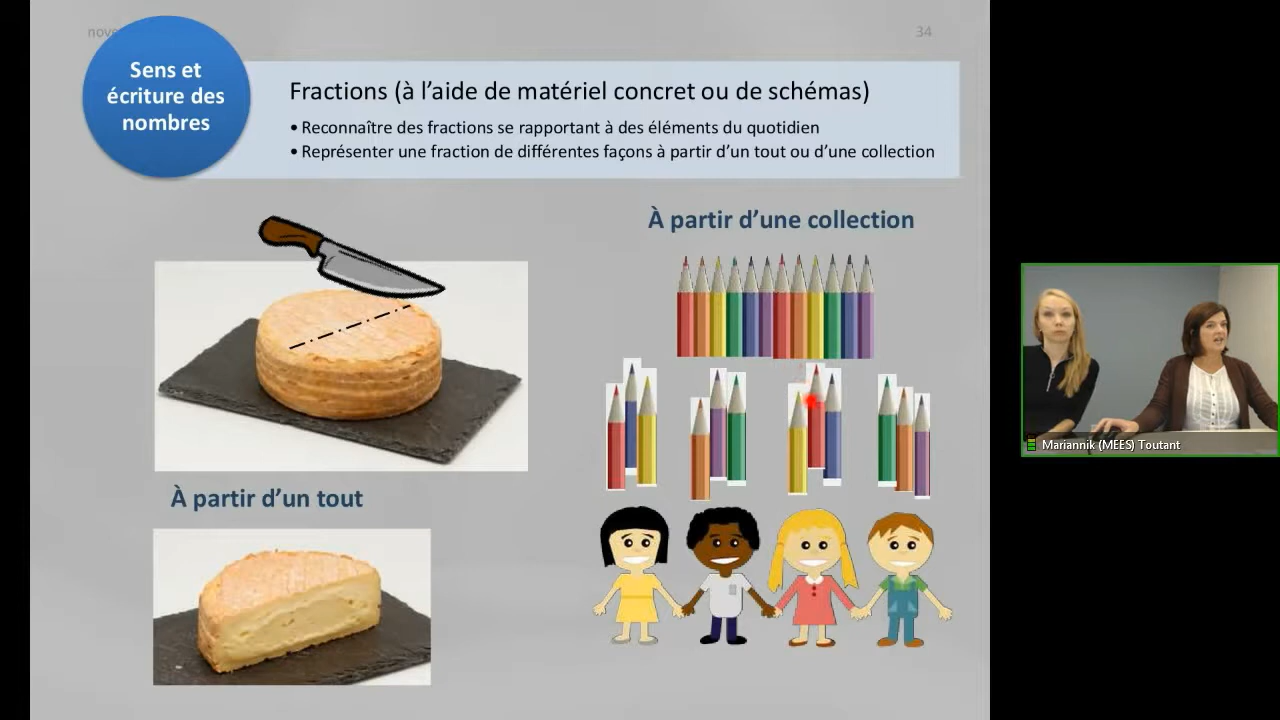 34
Sens et
écriture des
nombres
Fractions (à l’aide de matériel concret ou de schémas)
• Reconnaître des fractions se rapportant à des éléments du quotidien
• Représenter une fraction de différentes façons à partir d’un tout ou d’une collection
À partir d’une collection
À partir d’un tout
Mariannik (MEES) Toutant